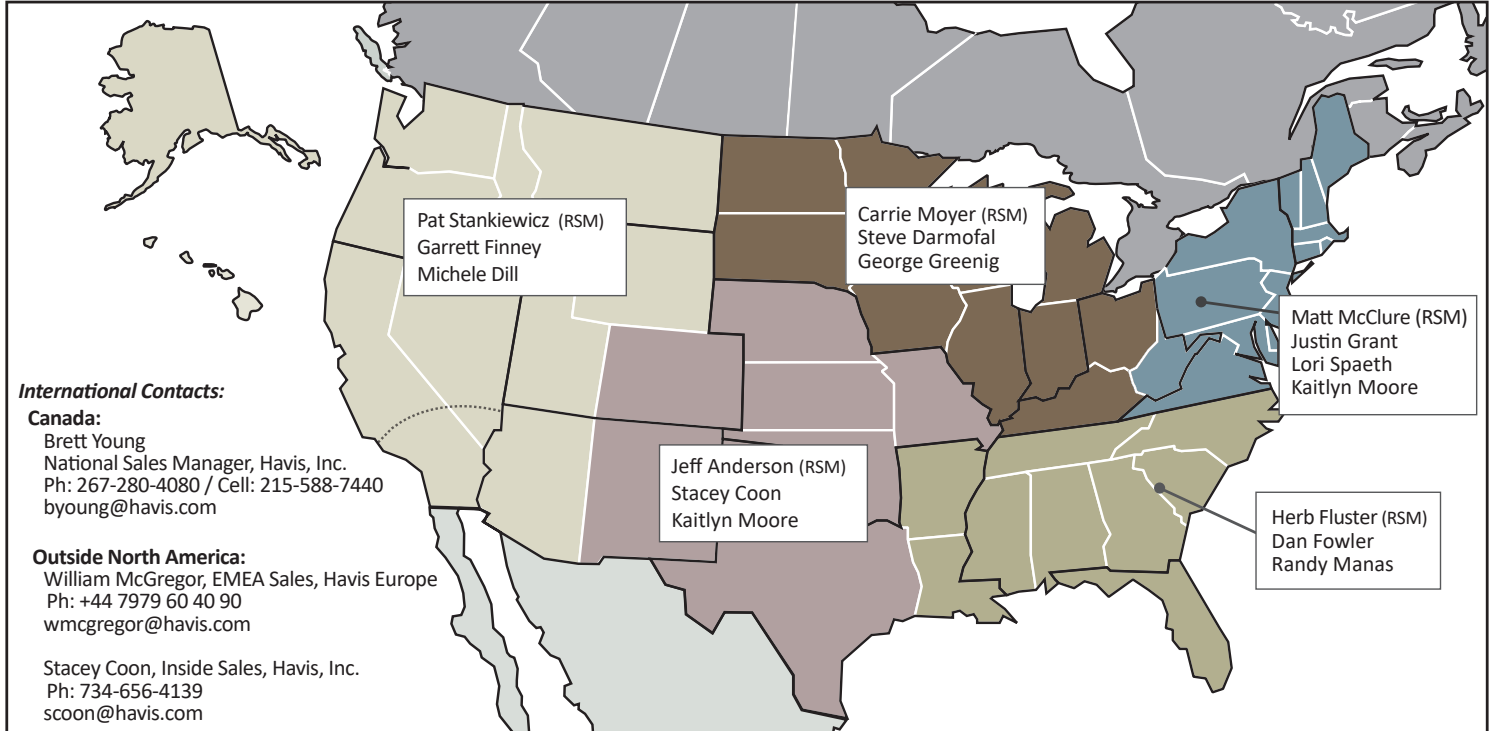 Pat Stankiewicz (RSM)
Garrett Finney
Michele Dill
Carrie Moyer (RSM)
Steve Darmofal
George Greenig
Matt McClure (RSM)
Justin Grant
Lori Spaeth
Kaitlyn Moore
Jeff Anderson (RSM)
Stacey Coon
Kaitlyn Moore
Herb Fluster (RSM)
Dan Fowler
Randy Manas
International Contacts:
Canada:
Brett Young
National Sales Manager, Havis, Inc.
Ph: 267-280-4080 / Cell: 215-588-7440
byoung@havis.com
Outside North America:
William McGregor, EMEA Sales, Havis Europe
Ph: +44 7979 60 40 90
wmcgregor@havis.com
Stacey Coon, Inside Sales, Havis, Inc.
Ph: 734-656-4139
scoon@havis.com